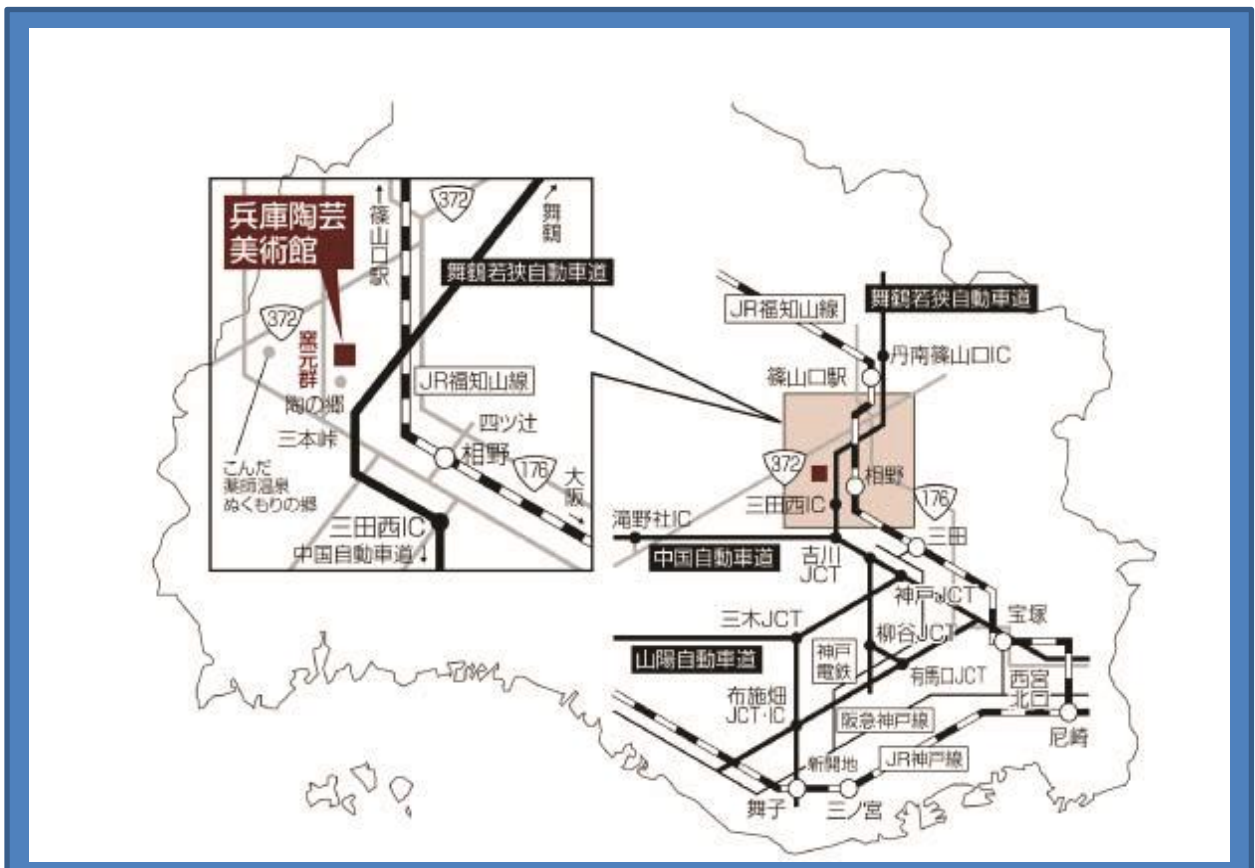 兵庫陶芸
美術館
↑篠山口駅
372
↗舞鶴
舞鶴若狭自動車道
372
窯元群
陶の郷
三本峠
こんだ
薬師温泉
ぬくもりの郷
JR福知山線
四ツ辻
相野
176
大阪↘
三田西IC
中国自動車道↓
JR福知山線
舞鶴若狭自動車道
丹南篠山口IC
篠山口駅
372
相野
176
三田西IC
滝野社IC
三田
中国自動車道
吉川
JCT
神戸JCT
三木JCT
宝塚
柳谷JCT
山陽自動車道
神戸
電鉄
有馬口JCT
西宮
北口
布施畑
JCT・IC
阪急神戸線
尼崎
新開地
JR神戸線
舞子
三ノ宮